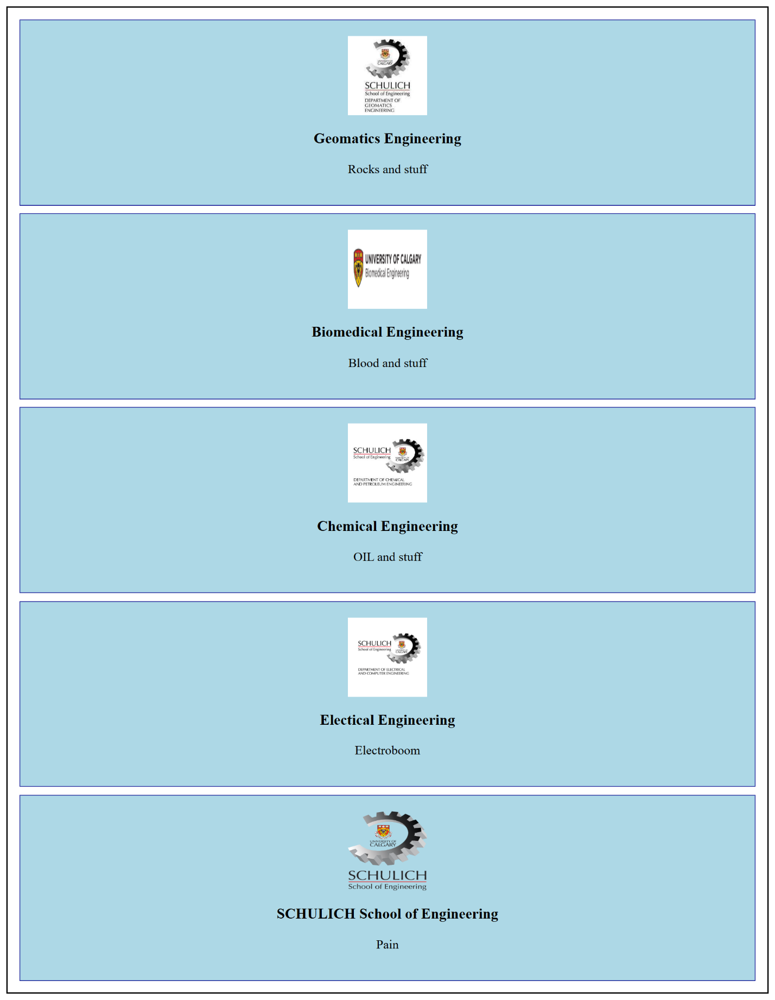 UNIVERSITY OF
CALGARY
SCHULICH
School of Engineering
DEPARTMENT OF
GEOMATICS
ENGINEERING
Geomatics Engineering
Rocks and stuff
UNIVERSITY OF CALGARY
Biomedical Engineering
Biomedical Engineering
Blood and stuff
SCHULICH
School of Engineering
UNIVERSITY OF
CALGARY
DEPARTMENT OF CHEMICAL
AND PETROLEUM ENGINEERING
Chemical Engineering
OIL and stuff
SCHULICH
School of Engineering
UNIVERSITY OF
CALGARY
DEPARTMENT OF ELECTRICAL
AND COMPUTER ENGINEERING
Electical Engineering
Electroboom
UNIVERSITY OF
CALGARY
SCHULICH
School of Engineering
SCHULICH School of Engineering
Pain